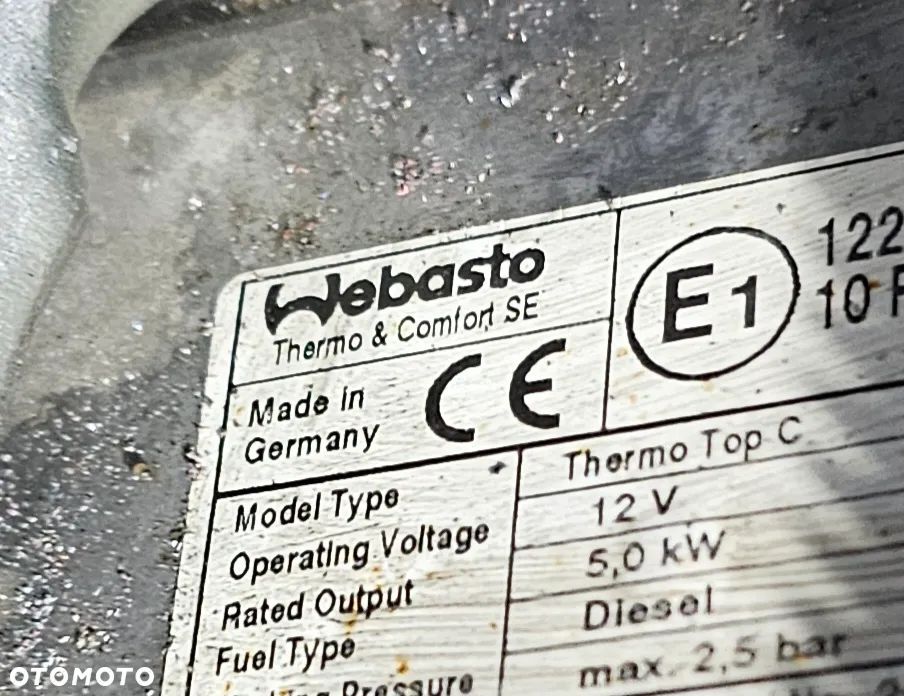 Webasto
Thermo & Comfort SE
Made in
Germany
CE
E1
122
10
Model Type Thermo Top C
Operating Voltage 12 V
Rated Output 5,0 kW
Fuel Type Diesel
Pressure max. 2,5 bar
OTOMOTO